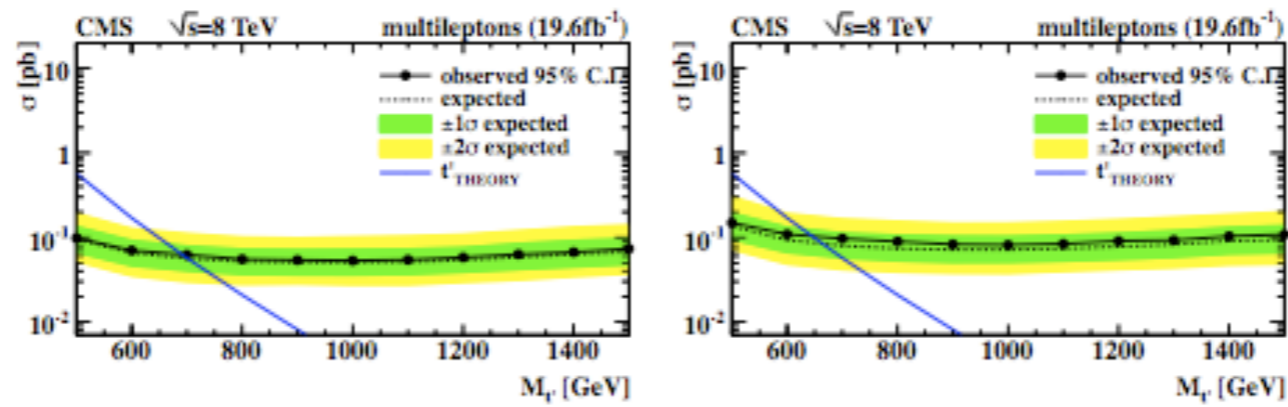 CMS √s=8 TeV multileptons (19.6fb⁻¹)
σ [pb]
10
1
10⁻¹
10⁻²
observed 95% C.L
expected
±1σ expected
±2σ expected
t'THEORY
600 800 1000 1200 1400
Mt' [GeV]
CMS √s=8 TeV multileptons (19.6fb⁻¹)
σ [pb]
10
1
10⁻¹
10⁻²
observed 95% C.L
expected
±1σ expected
±2σ expected
t'THEORY
600 800 1000 1200 1400
Mt' [GeV]